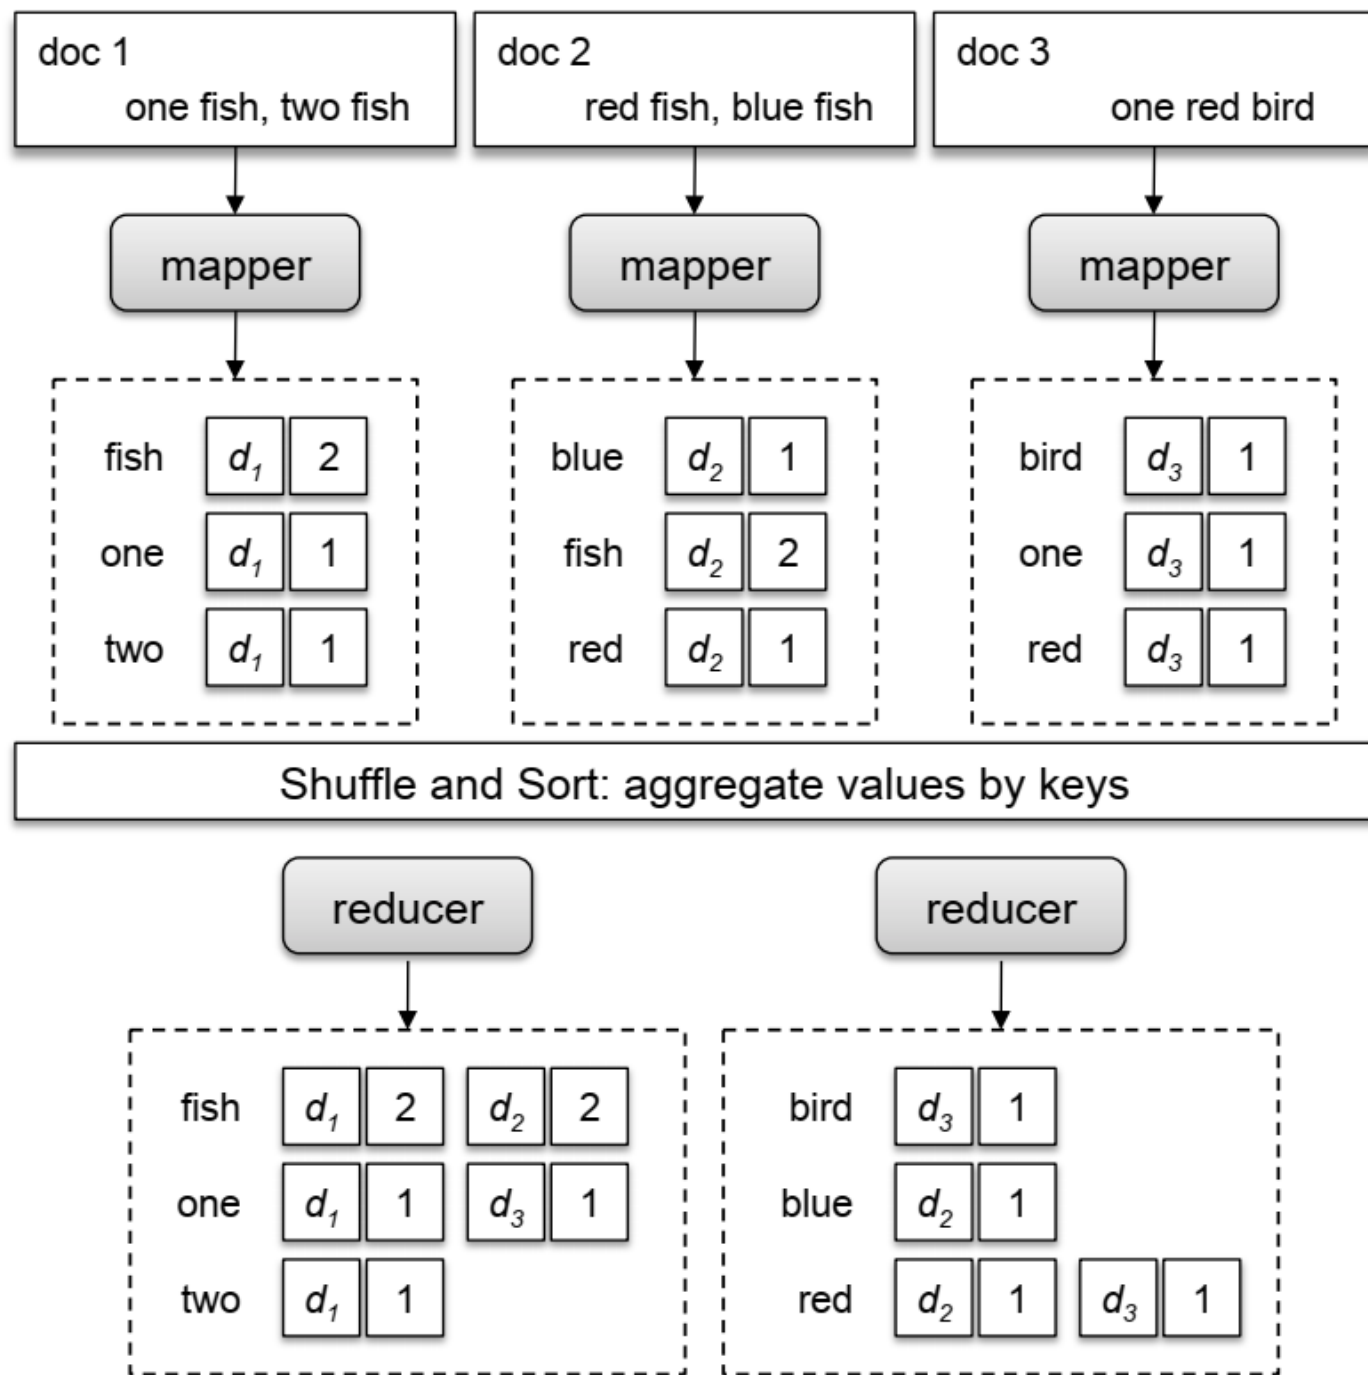 doc 1
one fish, two fish
doc 2
red fish, blue fish
doc 3
one red bird
mapper
mapper
mapper
fish d₁ 2
one d₁ 1
two d₁ 1
blue d₂ 1
fish d₂ 2
red d₂ 1
bird d₃ 1
one d₃ 1
red d₃ 1
Shuffle and Sort: aggregate values by keys
reducer
reducer
fish d₁ 2 d₂ 2
one d₁ 1 d₃ 1
two d₁ 1
bird d₃ 1
blue d₂ 1
red d₂ 1 d₃ 1